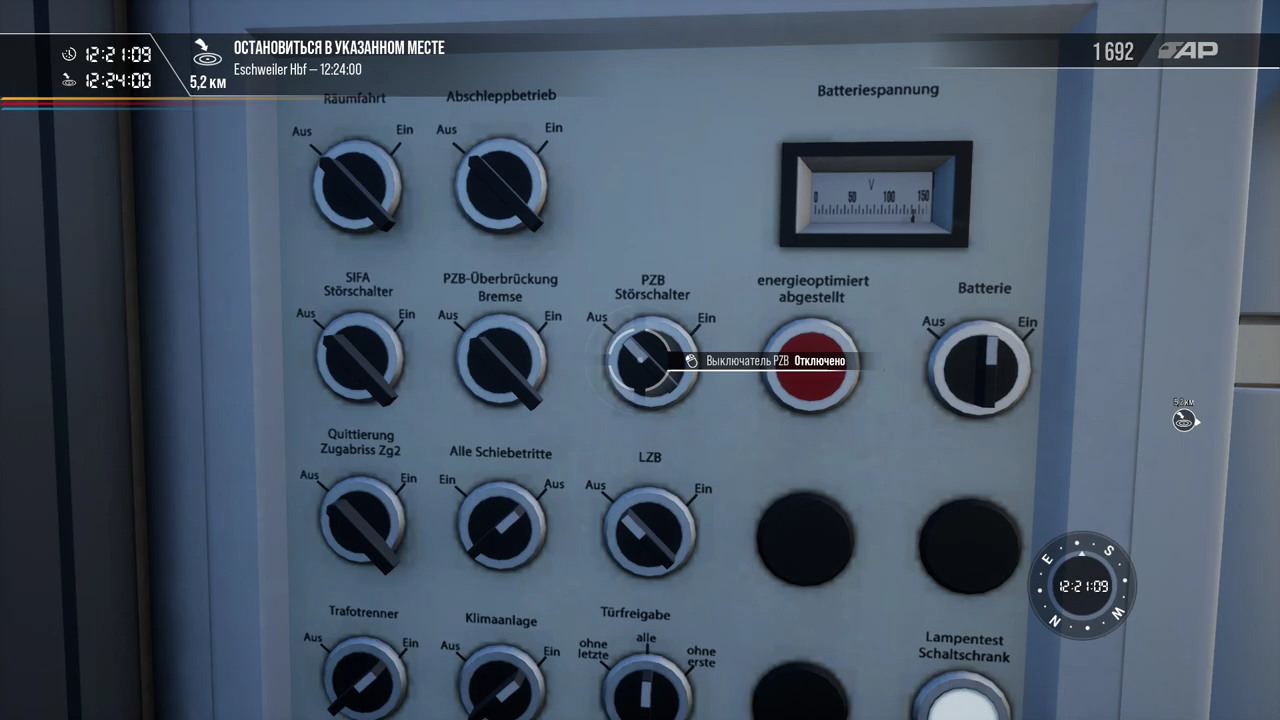 12:21:09
12:24:00
5,2 км
ОСТАНОВИТЬСЯ В УКАЗАННОМ МЕСТЕ
Eschweiler Hbf – 12:24:00
1 692 AP
Räumfahrt
Aus Ein
Abschleppbetrieb
Aus Ein
Batteriespannung
V
0 50 100 150
SIFA
Störschalter
Aus Ein
PZB-Überbrückung
Bremse
Aus Ein
PZB
Störschalter
Aus Ein
energieoptimiert
abgestellt
Batterie
Aus Ein
Выключатель PZB Отключено
5,2 км
Quittierung
Zugabriss Zg2
Aus Ein
Alle Schiebetritte
Ein Aus
LZB
Aus Ein
E S
12:21:09
N W
Trafotrenner
Aus Ein
Klimaanlage
Aus Ein
Türfreigabe
ohne
letzte
alle
ohne
erste
Lampentest
Schaltschrank